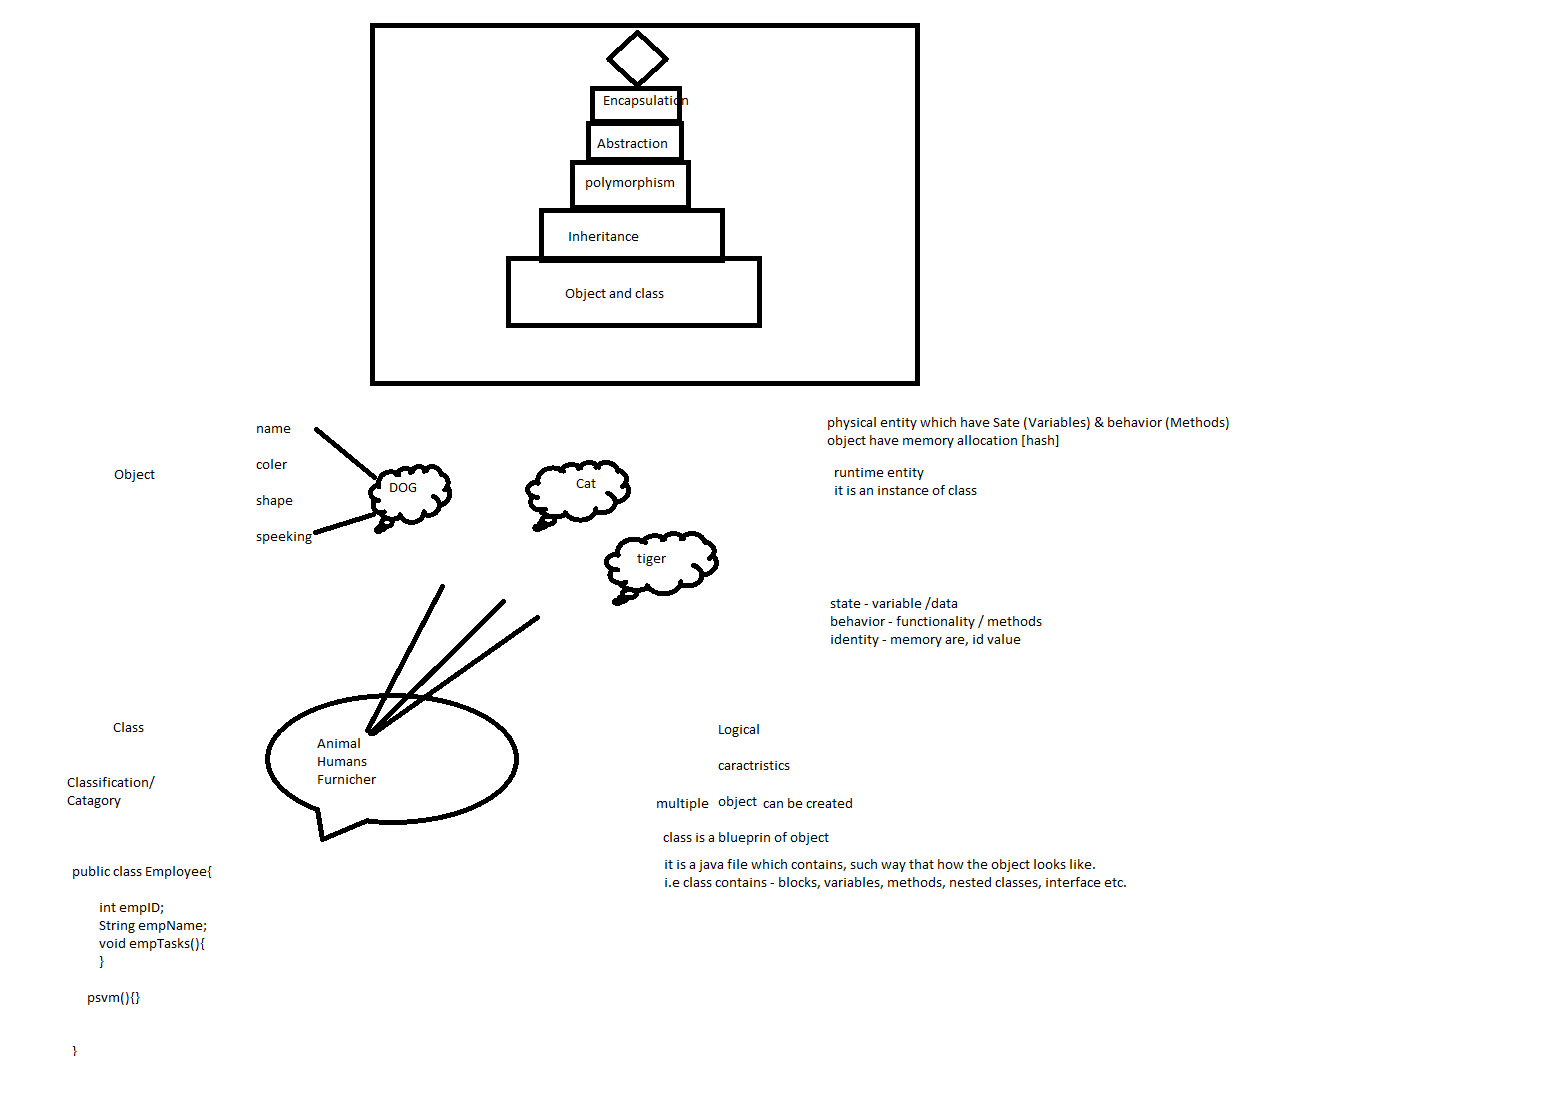 Encapsulation
Abstraction
polymorphism
Inheritance
Object and class
name
coler
shape
speeking
Object
DOG
Cat
tiger
physical entity which have Sate (Variables) & behavior (Methods)
object have memory allocation [hash]
runtime entity
it is an instance of class
state - variable /data
behavior - functionality / methods
identity - memory are, id value
Class
Classification/
Catagory
Animal
Humans
Furnicher
Logical
caractristics
multiple object can be created
class is a blueprin of object
it is a java file which contains, such way that how the object looks like.
i.e class contains - blocks, variables, methods, nested classes, interface etc.
public class Employee{
int empID;
String empName;
void empTasks(){
}
psvm(){}
}